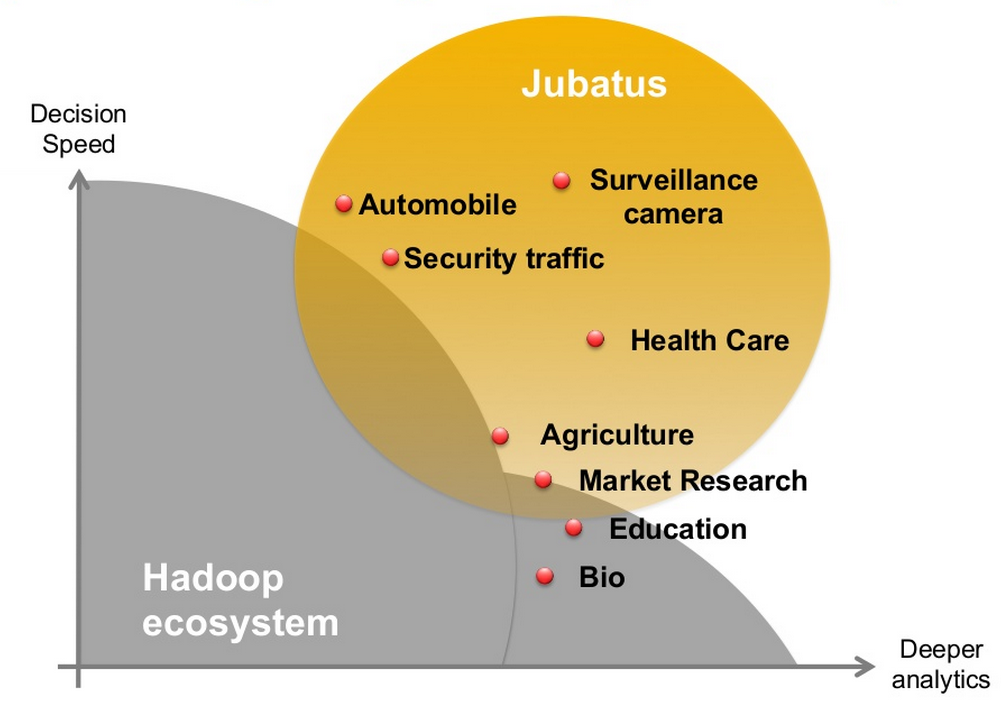 Jubatus
Decision
Speed
Surveillance
camera
Automobile
Security traffic
Health Care
Agriculture
Market Research
Education
Bio
Hadoop
ecosystem
Deeper
analytics